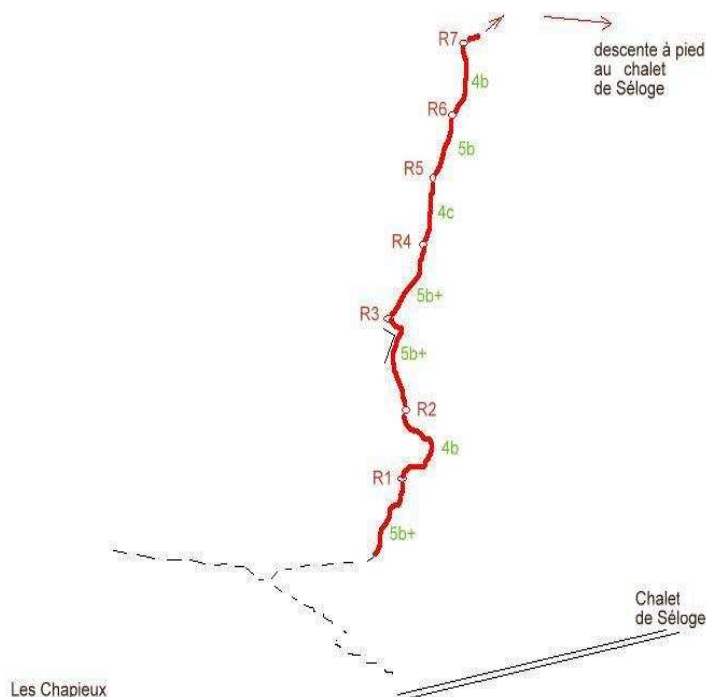 R7
descente à pied
au chalet
de Séloge
4b
R6
5b
R5
4c
R4
5b+
R3
5b+
R2
4b
R1
5b+
Chalet
de Séloge
Les Chapieux